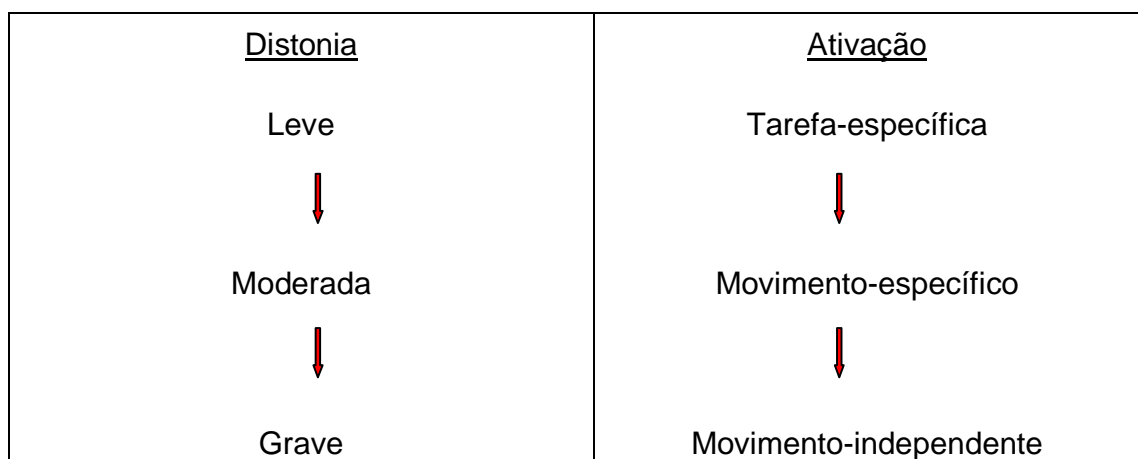 Distonia Ativação
Leve Tarefa-específica
Moderada Movimento-específico
Grave Movimento-independente